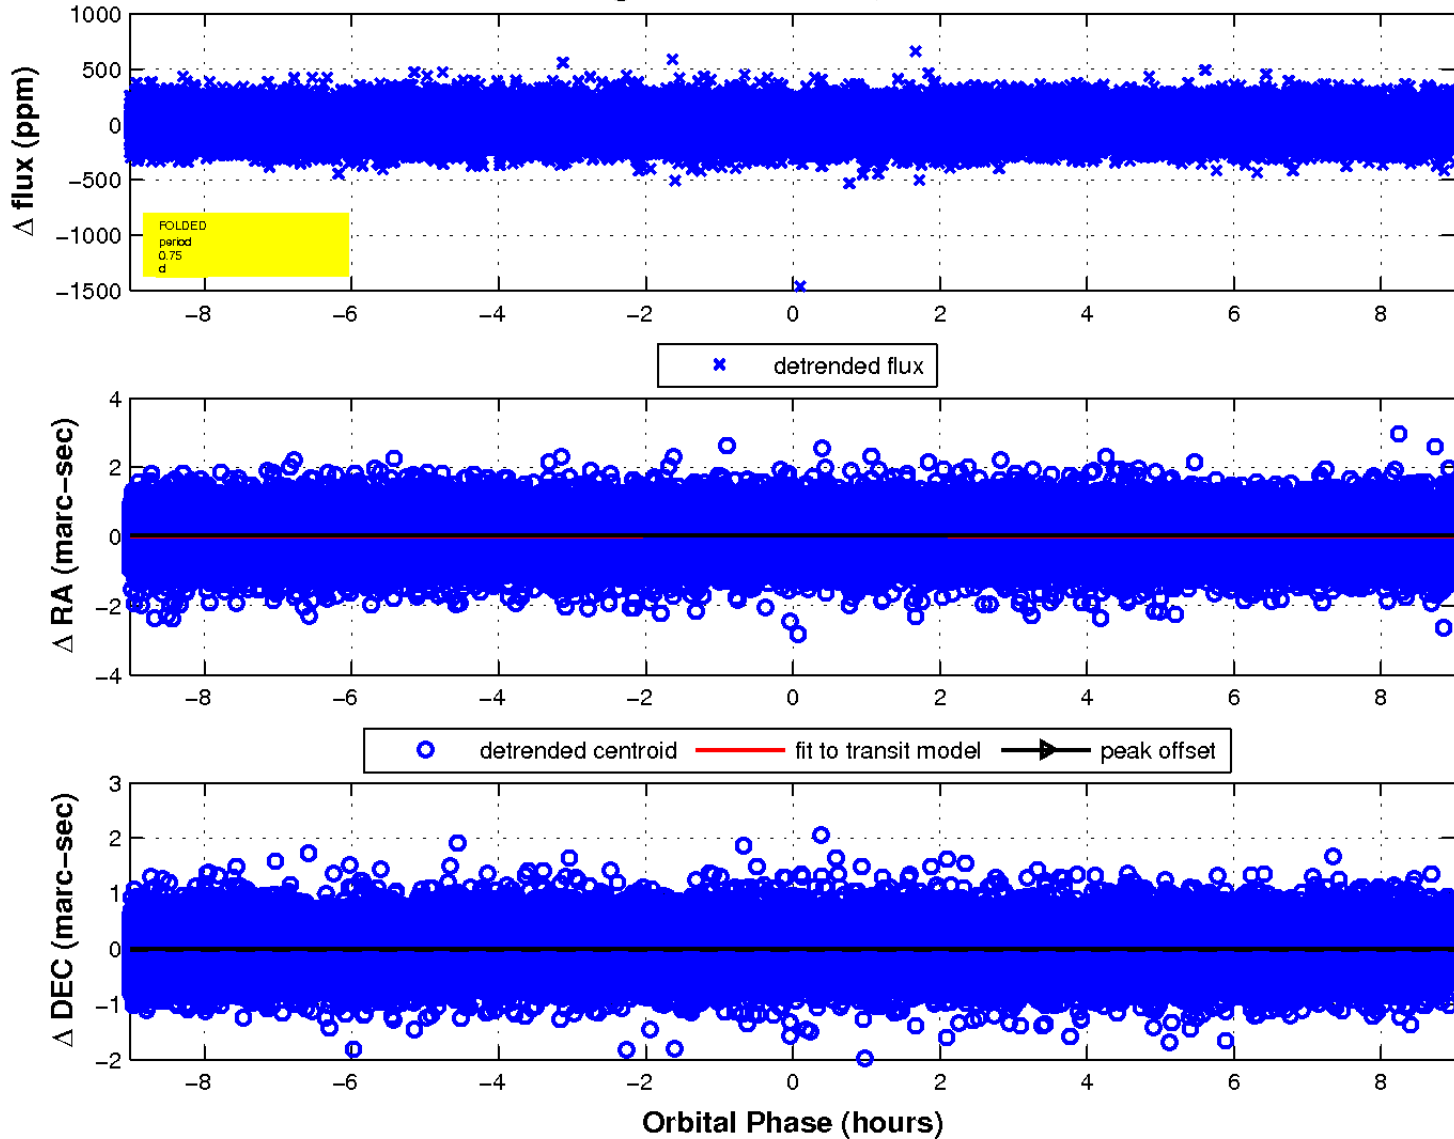 1000
500
0
−500
−1000
−1500
Δ flux (ppm)
FOLDED
period
0.75
d
−8 −6 −4 −2 0 2 4 6 8
detrended flux
4
2
0
−2
−4
Δ RA (marc−sec)
−8 −6 −4 −2 0 2 4 6 8
detrended centroid fit to transit model peak offset
3
2
1
0
−1
−2
Δ DEC (marc−sec)
−8 −6 −4 −2 0 2 4 6 8
Orbital Phase (hours)